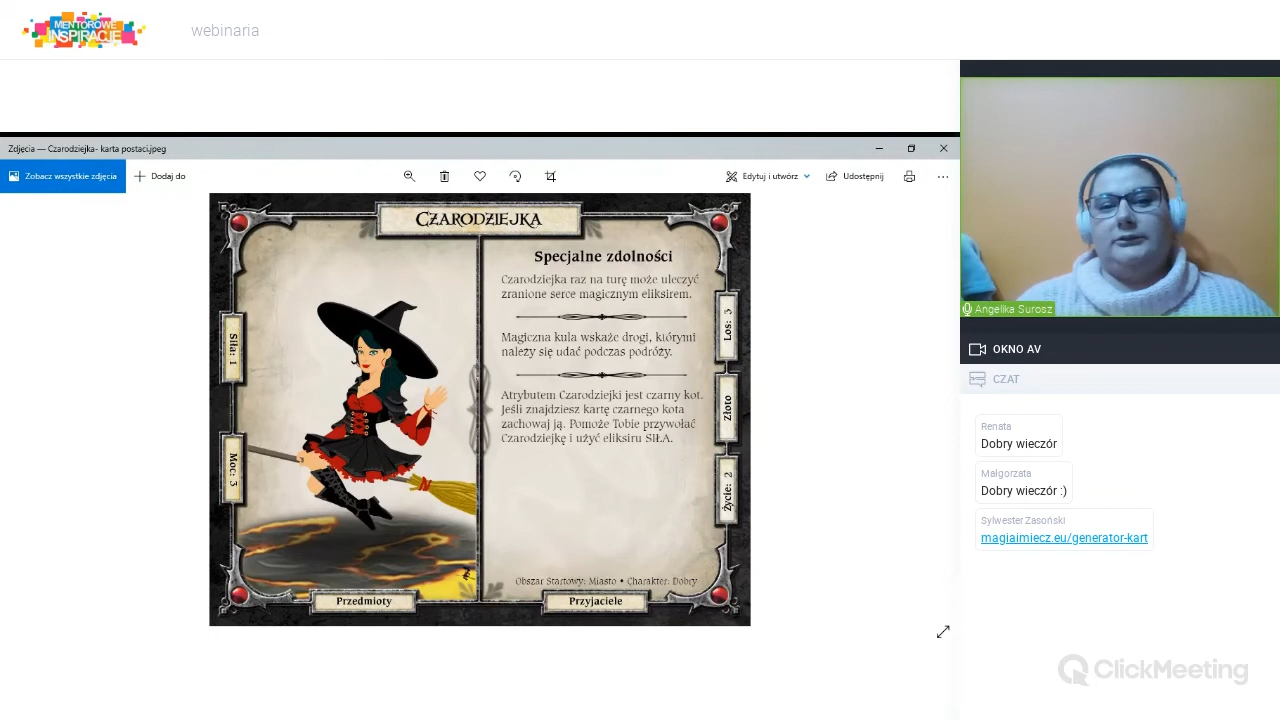 MENTOROWE
INSPIRACJE
webinaria
Zdjęcia — Czarodziejka- karta postaci.jpeg
Zobacz wszystkie zdjęcia
Dodaj do
Edytuj i utwórz
Udostępnij
CZARODZIEJKA
Specjalne zdolności
Czarodziejka raz na turę może uleczyć
zranione serce magicznym eliksirem.
Magiczna kula wskaże drogi, którymi
należy się udać podczas podróży.
Atrybutem Czarodziejki jest czarny kot.
Jeśli znajdziesz kartę czarnego kota
zachowaj ją. Pomoże Tobie przywołać
Czarodziejkę i użyć eliksiru SIŁA.
Obszar Startowy: Miasto • Charakter: Dobry
Siła: 1
Moc: 3
Los: 3
Złoto
Życie: 2
Przedmioty
Przyjaciele
Angelika Surosz
OKNO AV
CZAT
Renata
Dobry wieczór
Małgorzata
Dobry wieczór :)
Sylwester Zasoński
magiaimiecz.eu/generator-kart
ClickMeeting